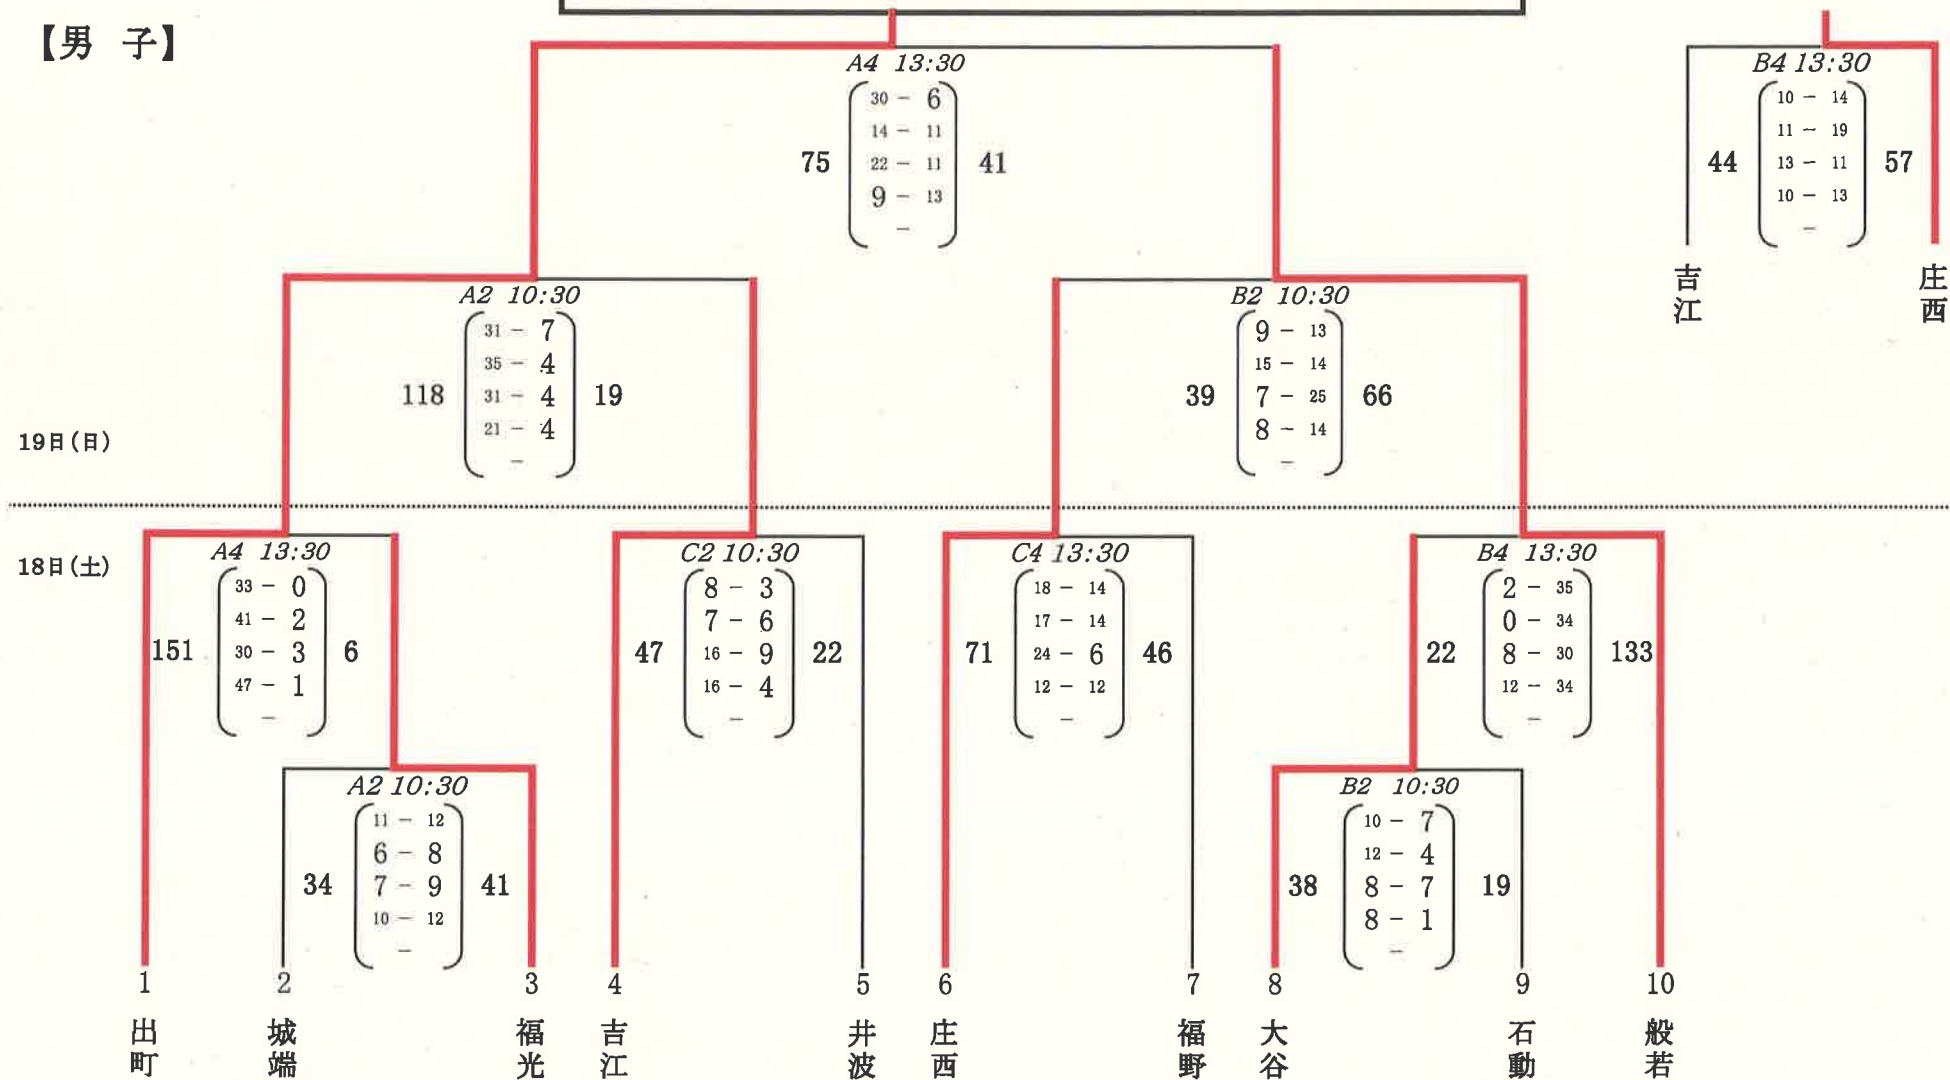 【男 子】
A4 13:30
30 - 6
14 - 11
75 22 - 11 41
9 - 13
-
B4 13:30
10 - 14
11 - 19
44 13 - 11 57
10 - 13
-
吉江
庄西
A2 10:30
31 - 7
35 - 4
118 31 - 4 19
21 - 4
-
B2 10:30
9 - 13
15 - 14
39 7 - 25 66
8 - 14
-
19日(日)
18日(土)
A4 13:30
33 - 0
41 - 2
151 30 - 3 6
47 - 1
-
C2 10:30
8 - 3
7 - 6
47 16 - 9 22
16 - 4
-
C4 13:30
18 - 14
17 - 14
71 24 - 6 46
12 - 12
-
B4 13:30
2 - 35
0 - 34
22 8 - 30 133
12 - 34
-
A2 10:30
11 - 12
6 - 8
34 7 - 9 41
10 - 12
-
B2 10:30
10 - 7
12 - 4
38 8 - 7 19
8 - 1
-
1 2 3 4 5 6 7 8 9 10
出町
城端
福光
吉江
井波
庄西
福野
大谷
石動
般若